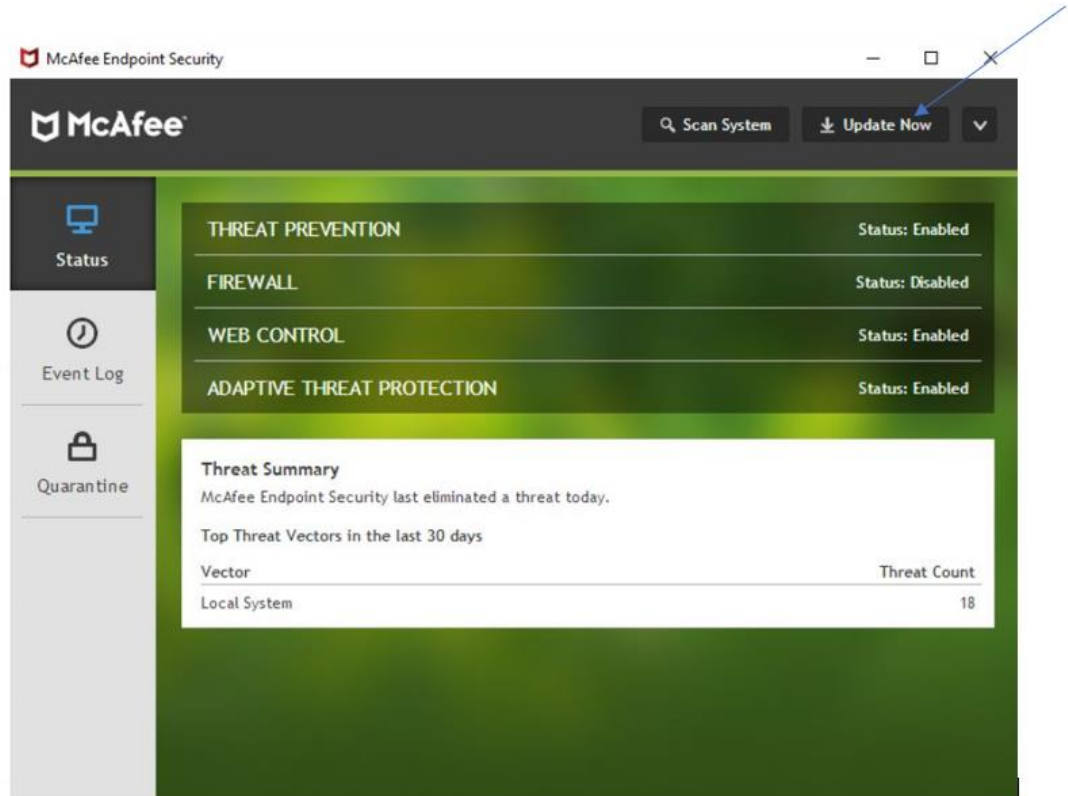 McAfee Endpoint Security
McAfee
Scan System
Update Now
Status
Event Log
Quarantine
THREAT PREVENTION Status: Enabled
FIREWALL Status: Disabled
WEB CONTROL Status: Enabled
ADAPTIVE THREAT PROTECTION Status: Enabled
Threat Summary
McAfee Endpoint Security last eliminated a threat today.
Top Threat Vectors in the last 30 days
Vector Threat Count
Local System 18